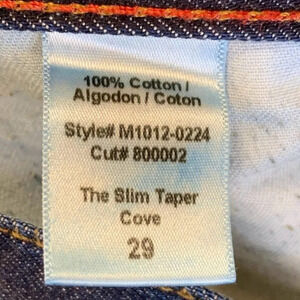 100% Cotton /
Algodon / Coton
Style# M1012-0224
Cut# 800002
The Slim Taper
Cove
29